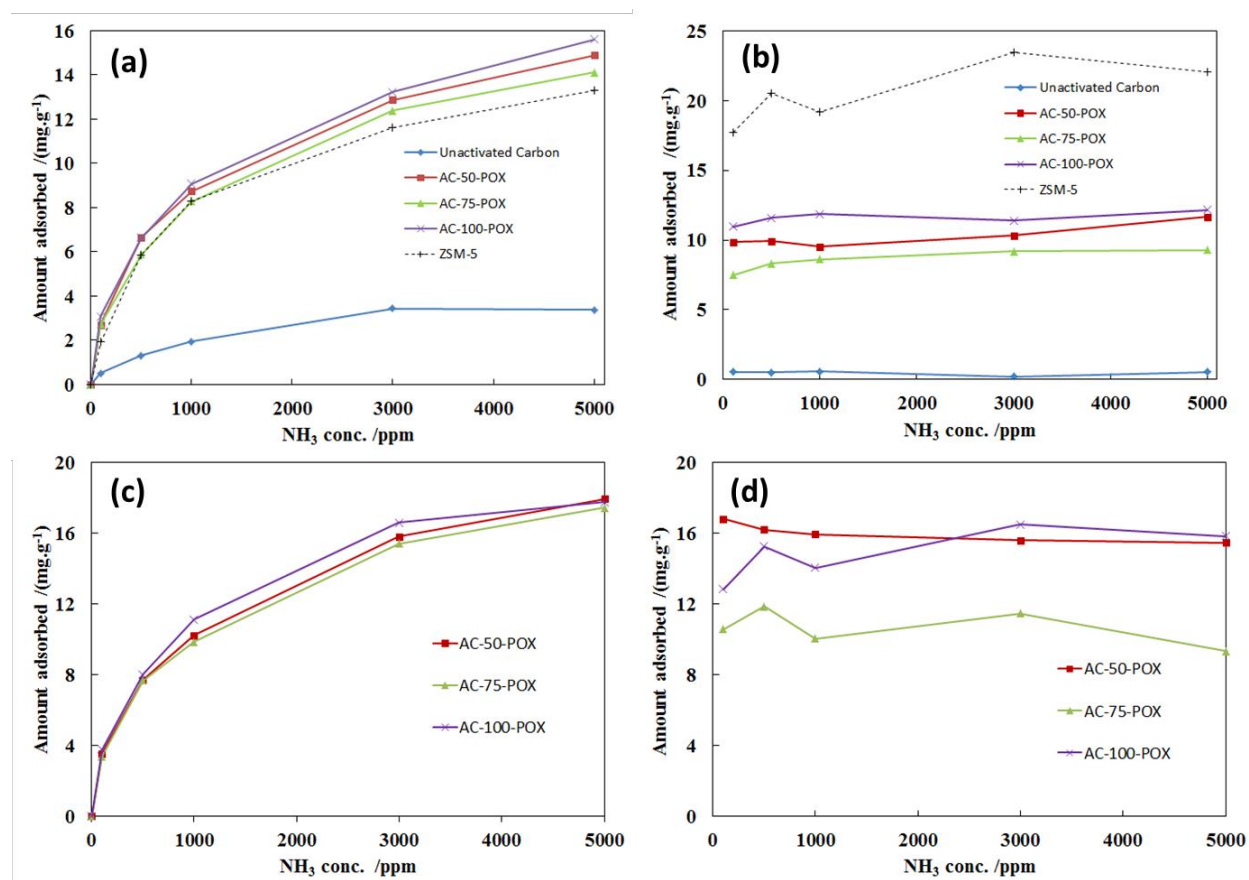 (a)
16
14
12
10
8
6
4
2
0
Amount adsorbed /(mg.g⁻¹)
Unactivated Carbon
AC-50-POX
AC-75-POX
AC-100-POX
ZSM-5
0 1000 2000 3000 4000 5000
NH₃ conc. /ppm
(b)
25
20
15
10
5
0
Amount adsorbed /(mg.g⁻¹)
Unactivated Carbon
AC-50-POX
AC-75-POX
AC-100-POX
ZSM-5
0 1000 2000 3000 4000 5000
NH₃ conc. /ppm
(c)
20
16
12
8
4
0
Amount adsorbed /(mg.g⁻¹)
AC-50-POX
AC-75-POX
AC-100-POX
0 1000 2000 3000 4000 5000
NH₃ conc. /ppm
(d)
20
16
12
8
4
0
Amount adsorbed /(mg.g⁻¹)
AC-50-POX
AC-75-POX
AC-100-POX
0 1000 2000 3000 4000 5000
NH₃ conc. /ppm